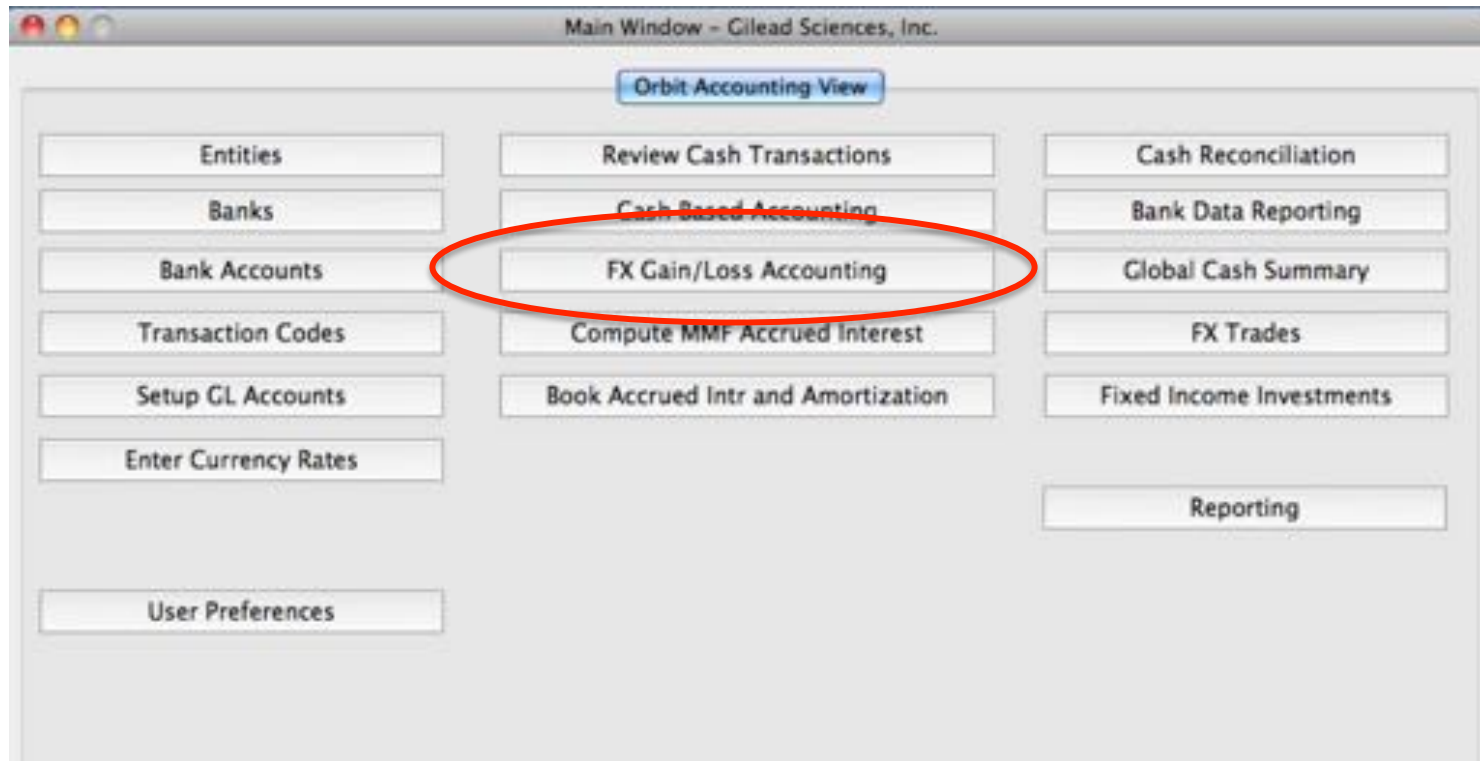 Main Window – Gilead Sciences, Inc.
Orbit Accounting View
Entities
Review Cash Transactions
Cash Reconciliation
Banks
Cash Based Accounting
Bank Data Reporting
Bank Accounts
FX Gain/Loss Accounting
Global Cash Summary
Transaction Codes
Compute MMF Accrued Interest
FX Trades
Setup GL Accounts
Book Accrued Intr and Amortization
Fixed Income Investments
Enter Currency Rates
Reporting
User Preferences